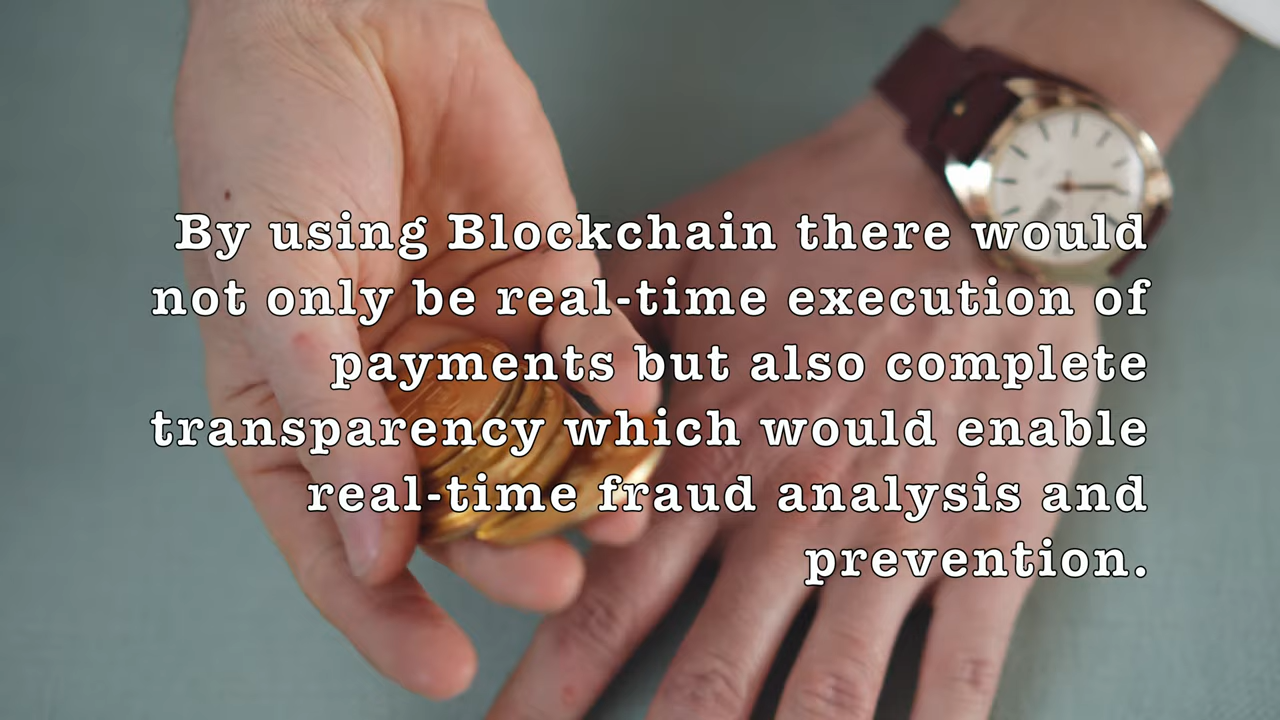 By using Blockchain there would
not only be real-time execution of
payments but also complete
transparency which would enable
real-time fraud analysis and
prevention.